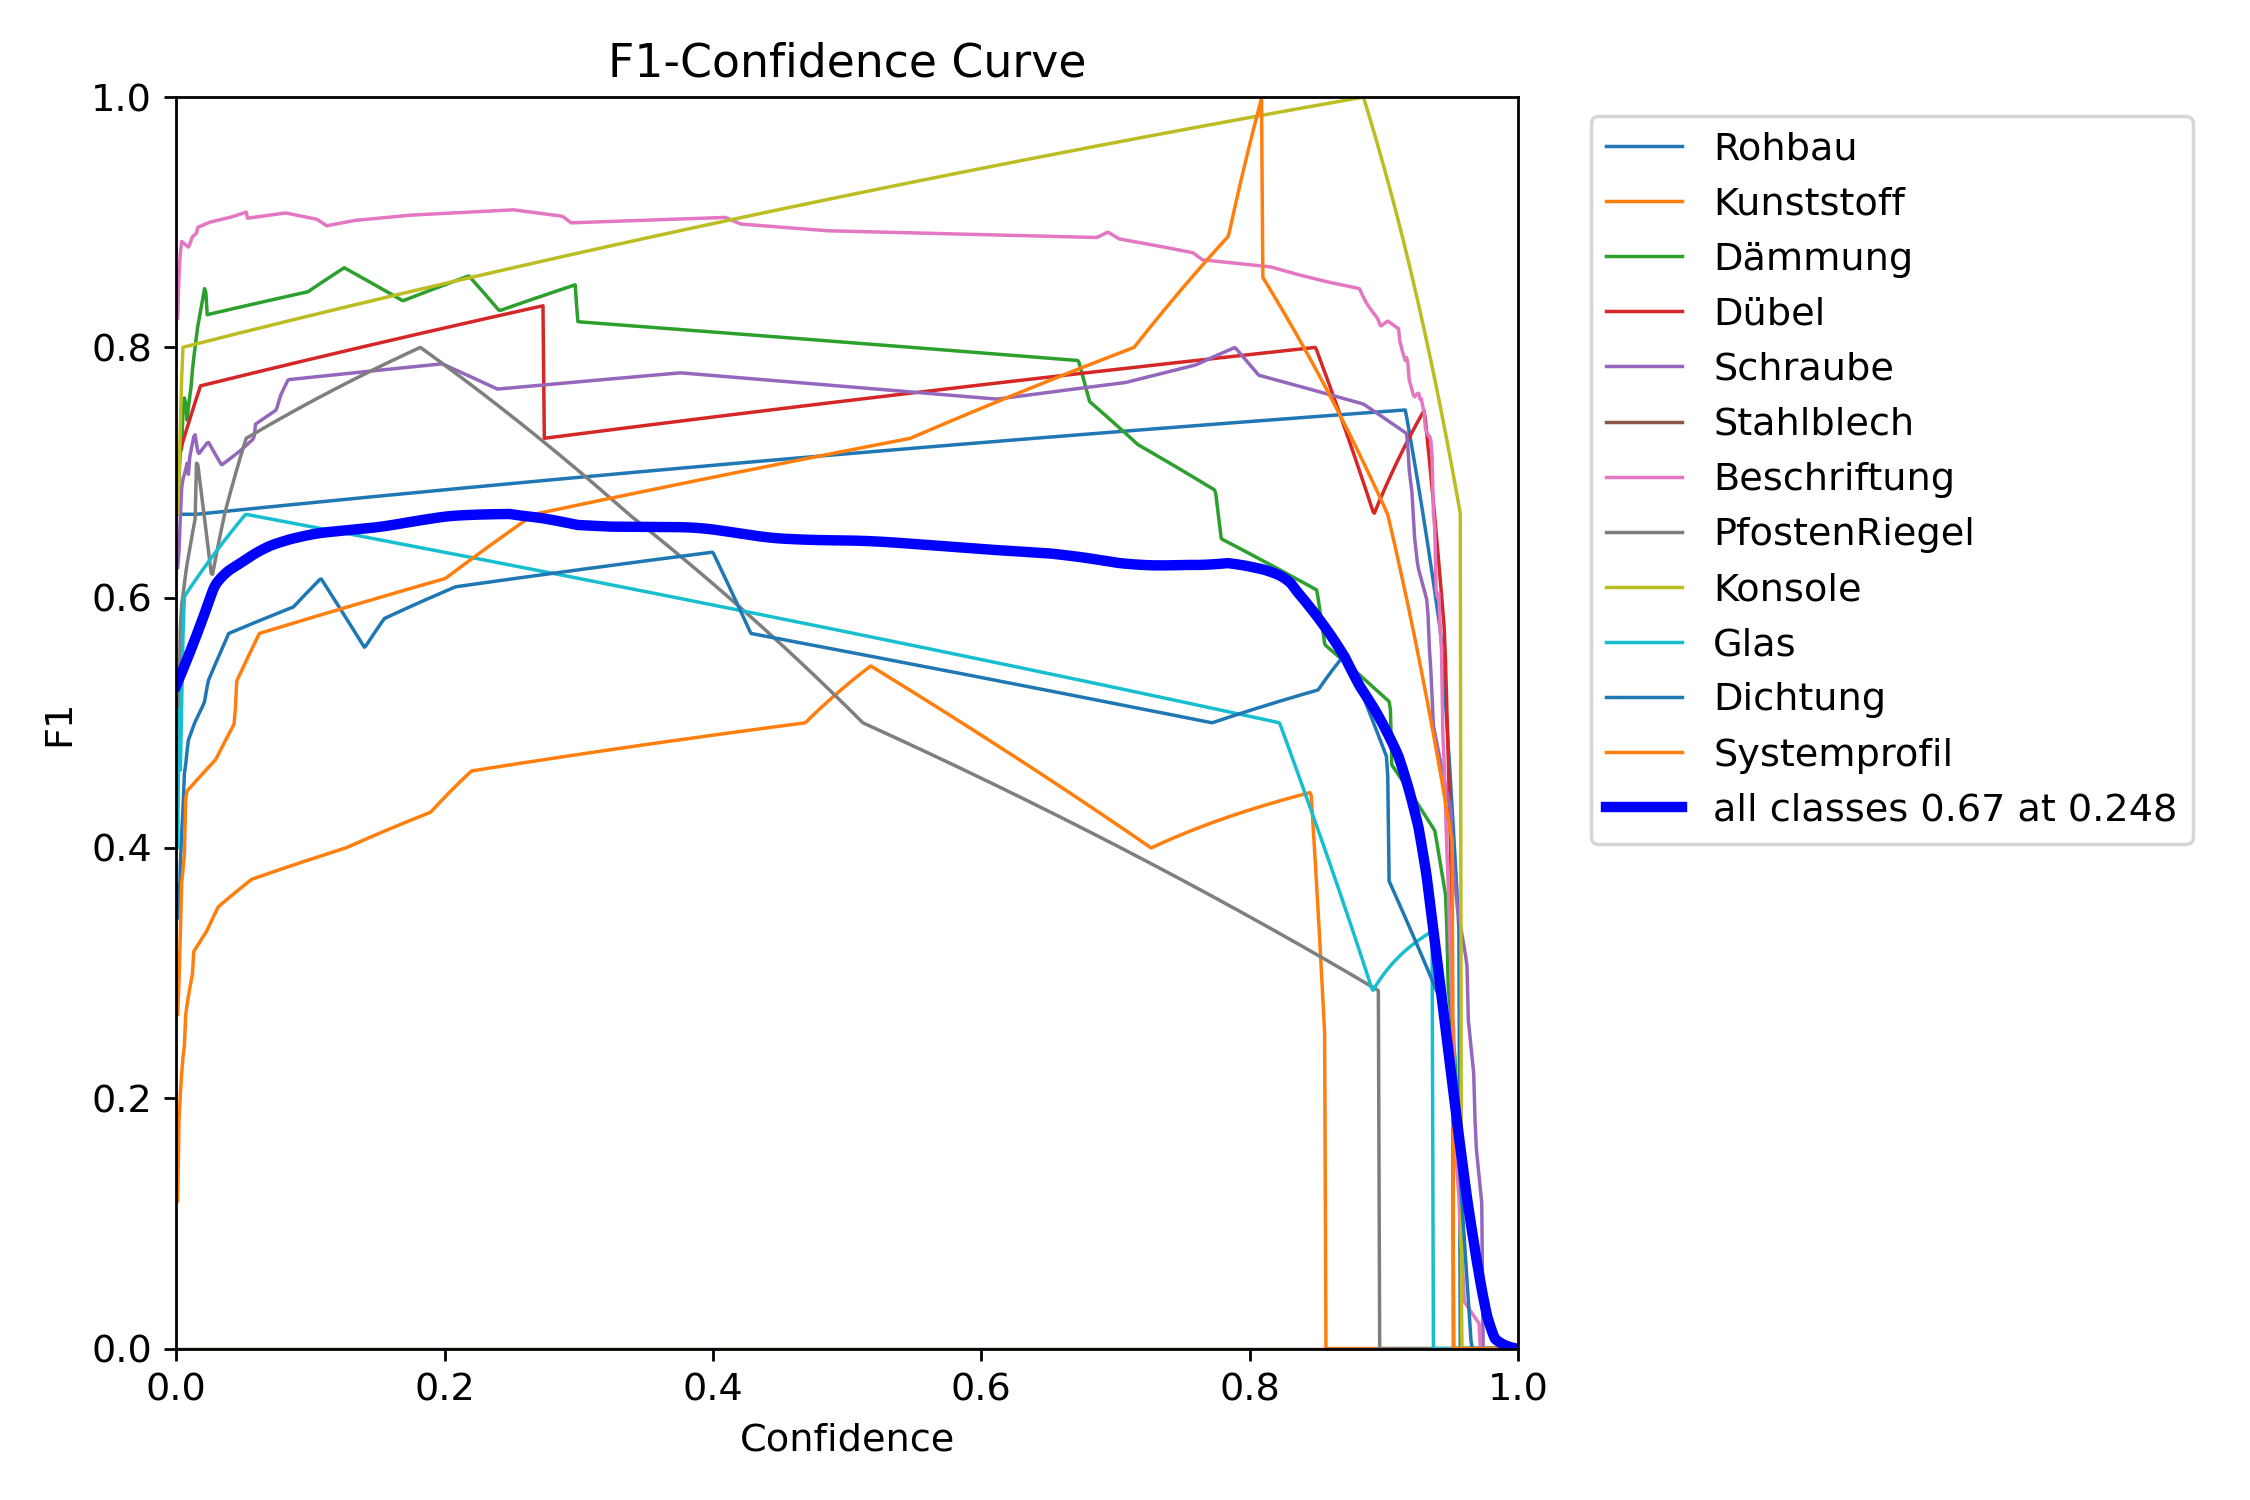 F1-Confidence Curve
1.0
0.8
0.6
0.4
0.2
0.0
F1
0.0 0.2 0.4 0.6 0.8 1.0
Confidence
Rohbau
Kunststoff
Dämmung
Dübel
Schraube
Stahlblech
Beschriftung
PfostenRiegel
Konsole
Glas
Dichtung
Systemprofil
all classes 0.67 at 0.248